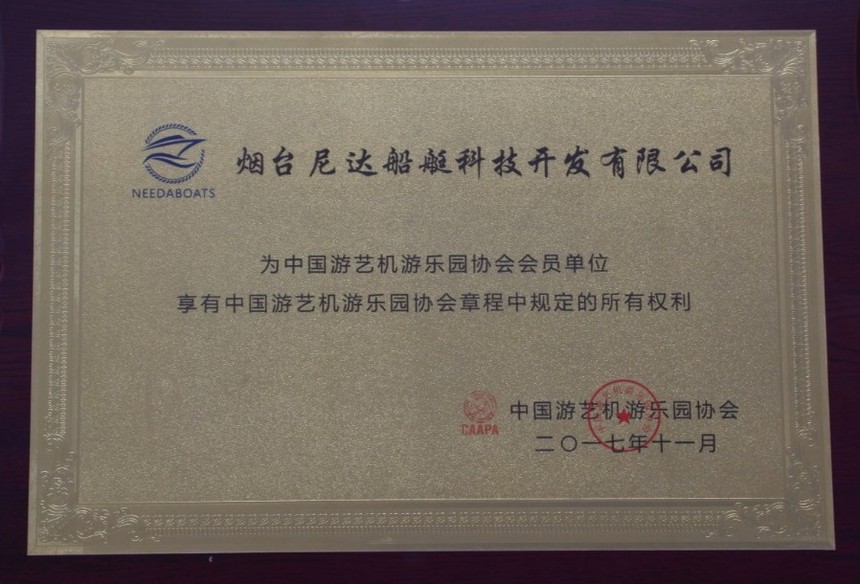 烟台尼达船艇科技开发有限公司
NEEDABOATS
为中国游艺机游乐园协会会员单位
享有中国游艺机游乐园协会章程中规定的所有权利
中国游艺机游乐园协会
CAAPA
二〇一七年十一月